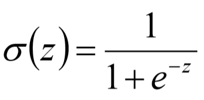 σ(z) = 1 / (1 + e^{-z})